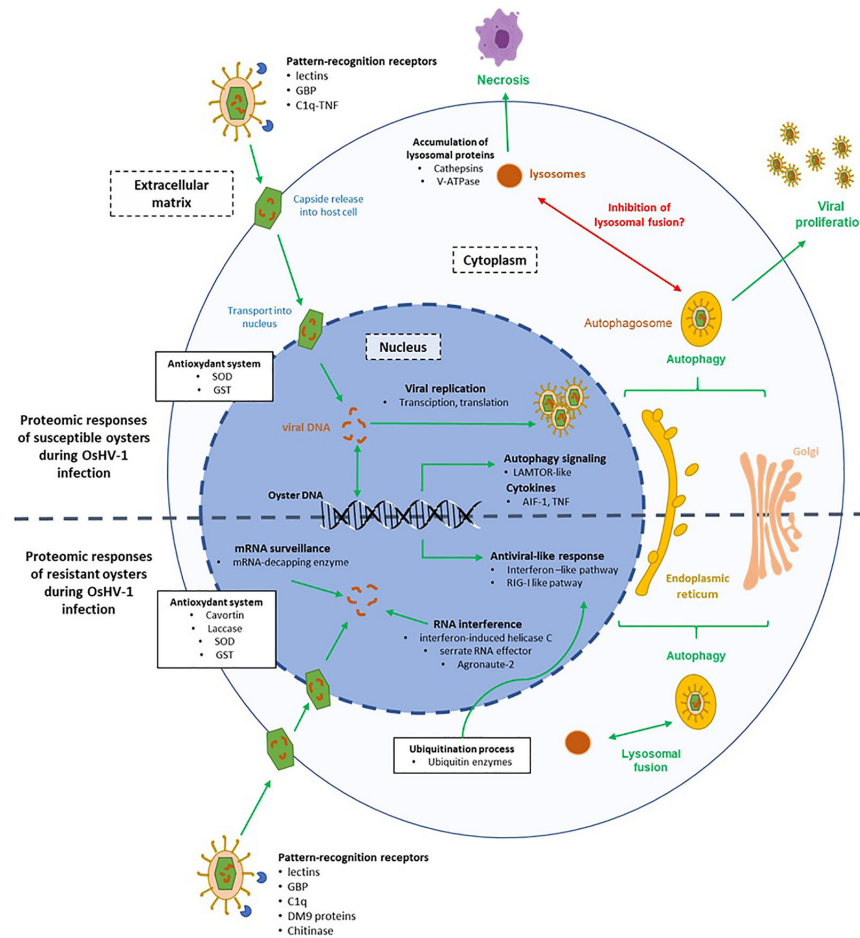 Pattern-recognition receptors
• lectins
• GBP
• C1q-TNF
Necrosis
Accumulation of
lysosomal proteins
• Cathepsins
• V-ATPase
lysosomes
Extracellular
matrix
Capside release
into host cell
Inhibition of
lysosomal fusion?
Viral
proliferatio
Cytoplasm
Transport into
nucleus
Autophagosome
Nucleus
Autophagy
Antioxydant system
• SOD
• GST
Viral replication
• Transciption, translation
Proteomic responses
of susceptible oysters
during OsHV-1
infection
viral DNA
Golgi
Autophagy signaling
• LAMTOR-like
Cytokines
• AIF-1, TNF
Oyster DNA
Proteomic responses
of resistant oysters
during OsHV-1
infection
mRNA surveillance
• mRNA-decapping enzyme
Antiviral-like response
• Interferon –like pathway
• RIG-I like patway
Endoplasmic
reticum
Antioxydant system
• Cavortin
• Laccase
• SOD
• GST
RNA interference
• interferon-induced helicase C
• serrate RNA effector
• Agronaute-2
Autophagy
Ubiquitination process
• Ubiquitin enzymes
Lysosomal
fusion
Pattern-recognition receptors
• lectins
• GBP
• C1q
• DM9 proteins
• Chitinase